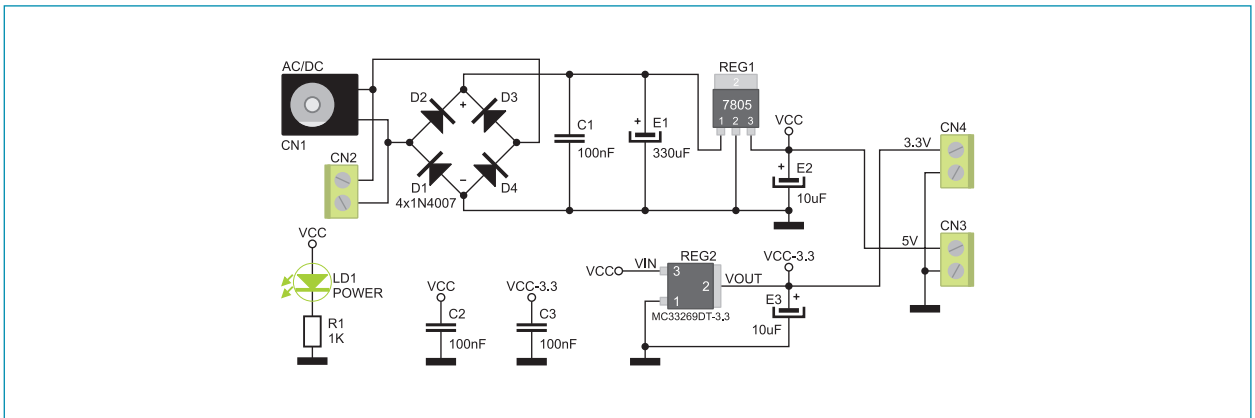 AC/DC
CN1
CN2
D2
D3
+
−
D1
D4
4x1N4007
C1
100nF
+
E1
330uF
REG1
2
7805
1 2 3
VCC
+
E2
10uF
3.3V
CN4
5V
CN3
VCC
LD1
POWER
R1
1K
VCC
C2
100nF
VCC-3.3
C3
100nF
VCC
VIN
REG2
3
2
1
VOUT
MC33269DT-3.3
VCC-3.3
E3
+
10uF